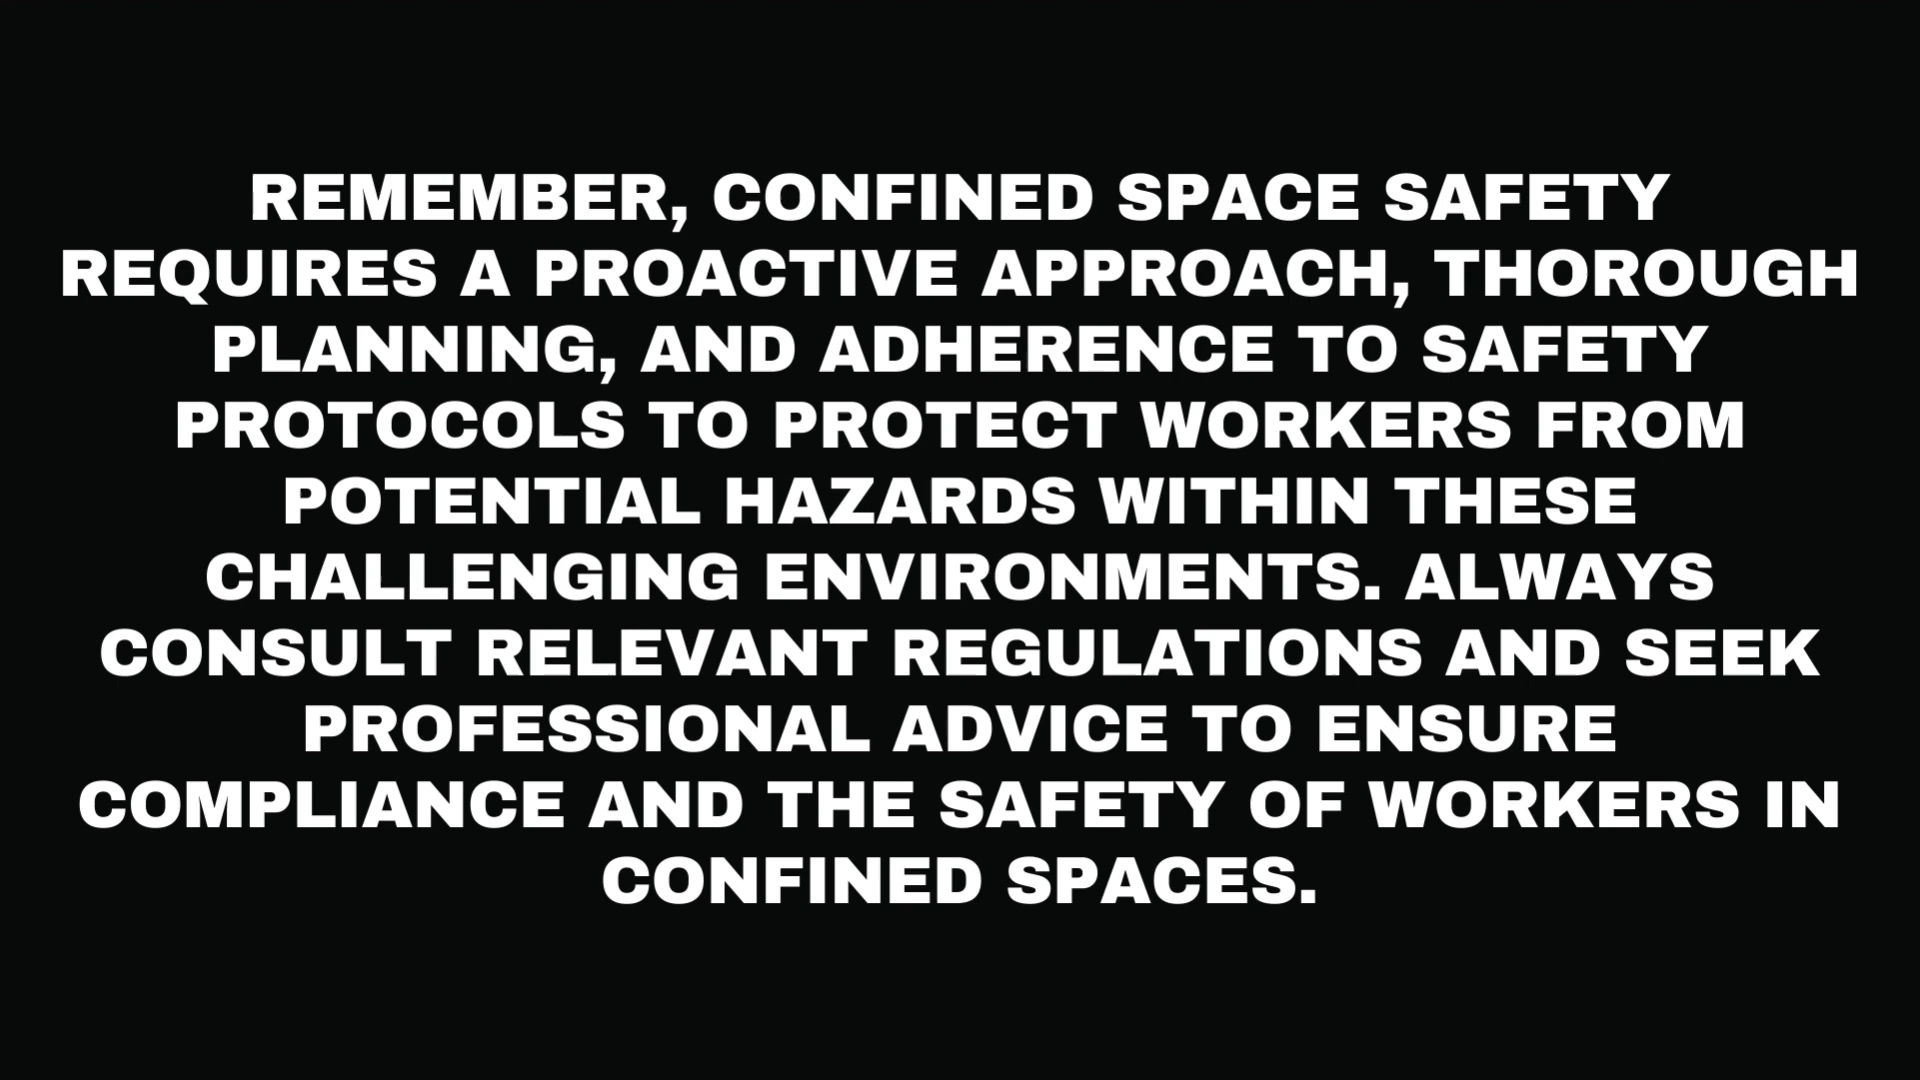 REMEMBER, CONFINED SPACE SAFETY
REQUIRES A PROACTIVE APPROACH, THOROUGH
PLANNING, AND ADHERENCE TO SAFETY
PROTOCOLS TO PROTECT WORKERS FROM
POTENTIAL HAZARDS WITHIN THESE
CHALLENGING ENVIRONMENTS. ALWAYS
CONSULT RELEVANT REGULATIONS AND SEEK
PROFESSIONAL ADVICE TO ENSURE
COMPLIANCE AND THE SAFETY OF WORKERS IN
CONFINED SPACES.